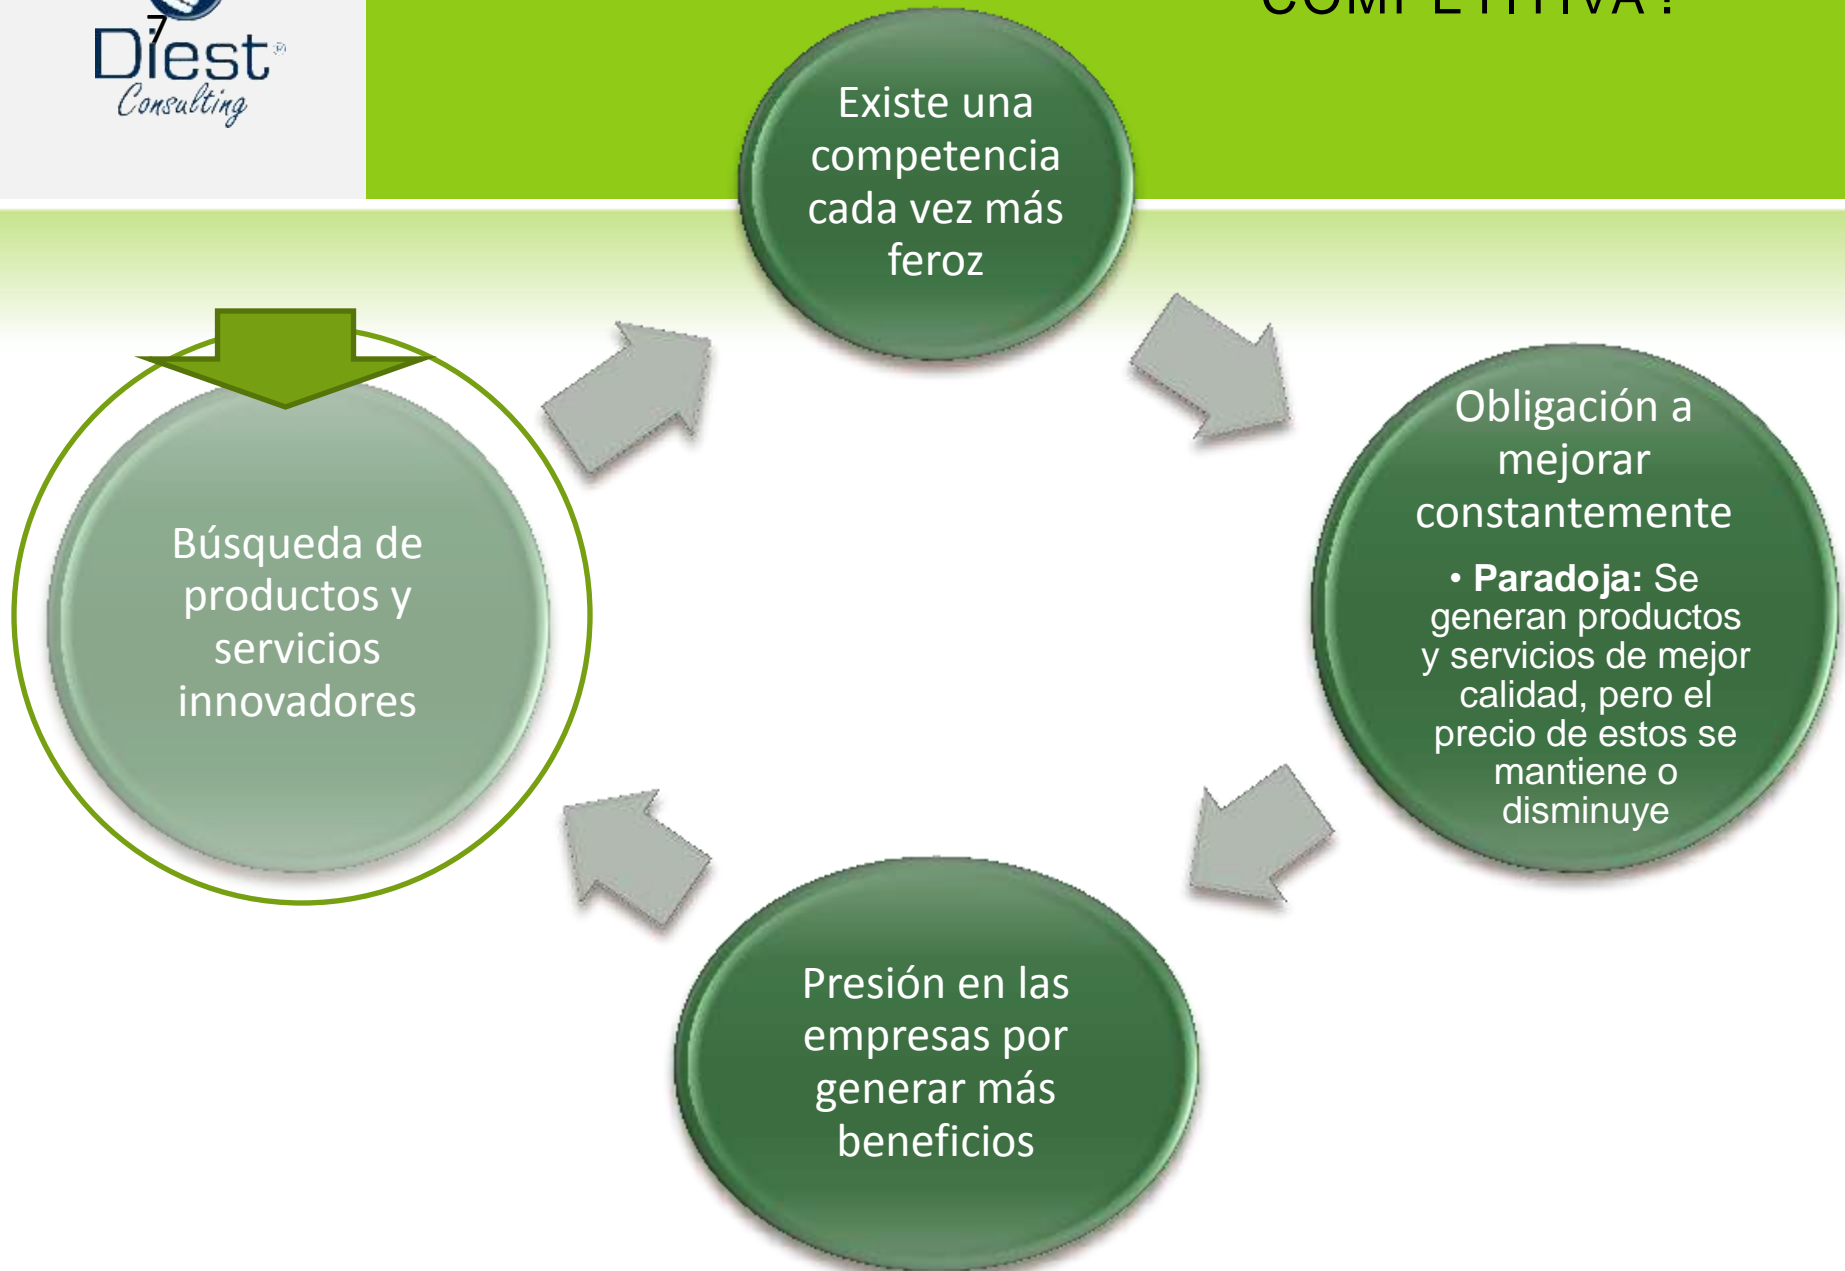 COMPETITIVA?
7
Diest®
Consulting
Existe una
competencia
cada vez más
feroz
Obligación a
mejorar
constantemente
• Paradoja: Se
generan productos
y servicios de mejor
calidad, pero el
precio de estos se
mantiene o
disminuye
Presión en las
empresas por
generar más
beneficios
Búsqueda de
productos y
servicios
innovadores